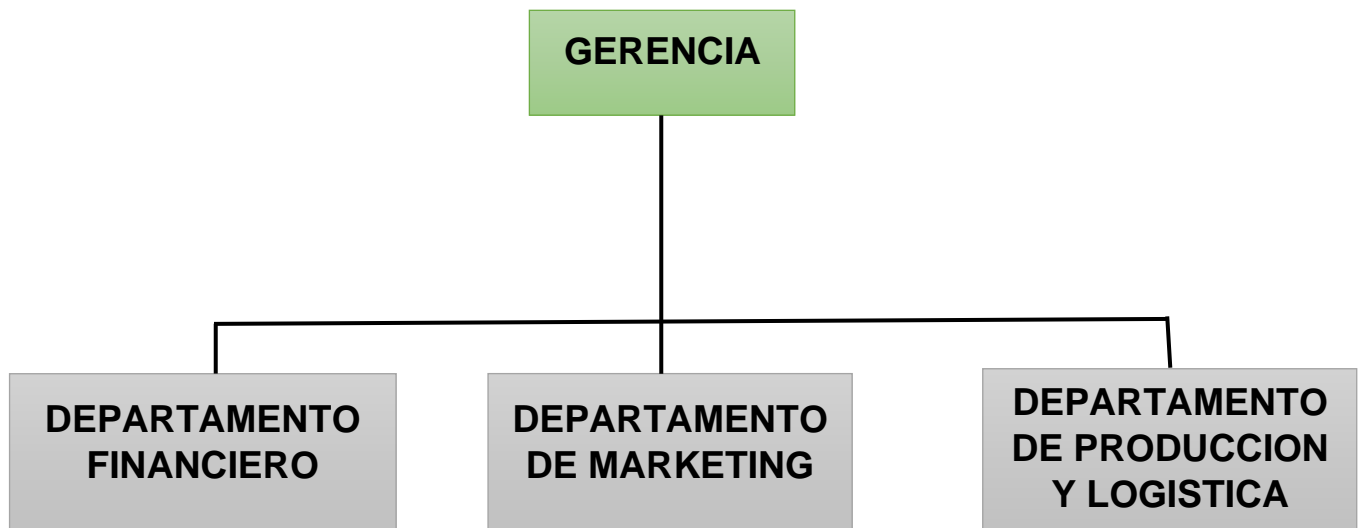 GERENCIA
DEPARTAMENTO
FINANCIERO
DEPARTAMENTO
DE MARKETING
DEPARTAMENTO
DE PRODUCCION
Y LOGISTICA